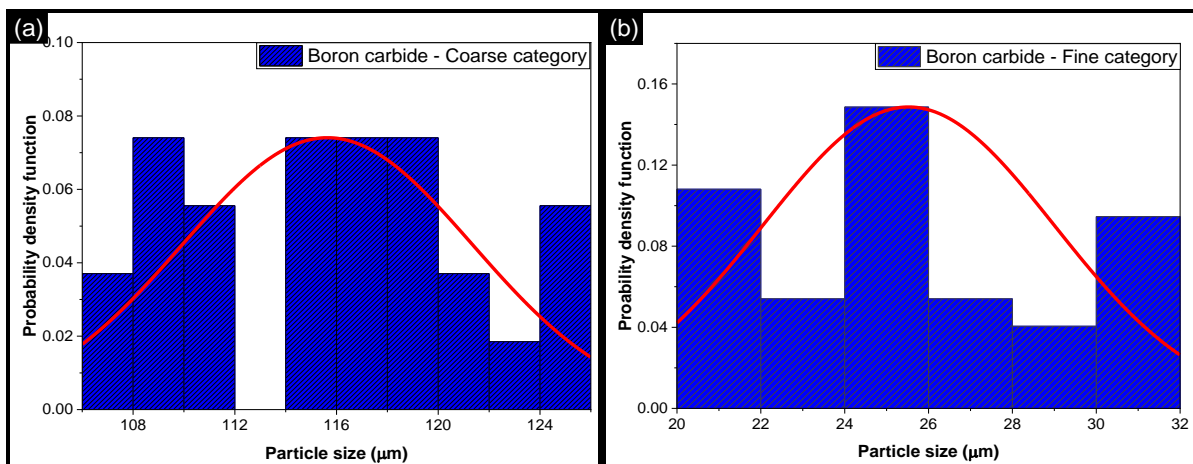 (a)
Boron carbide - Coarse category
0.10
0.08
0.06
0.04
0.02
0.00
Probability density function
108 112 116 120 124
Particle size (μm)
(b)
Boron carbide - Fine category
0.16
0.12
0.08
0.04
0.00
Proability density function
20 22 24 26 28 30 32
Particle size (μm)